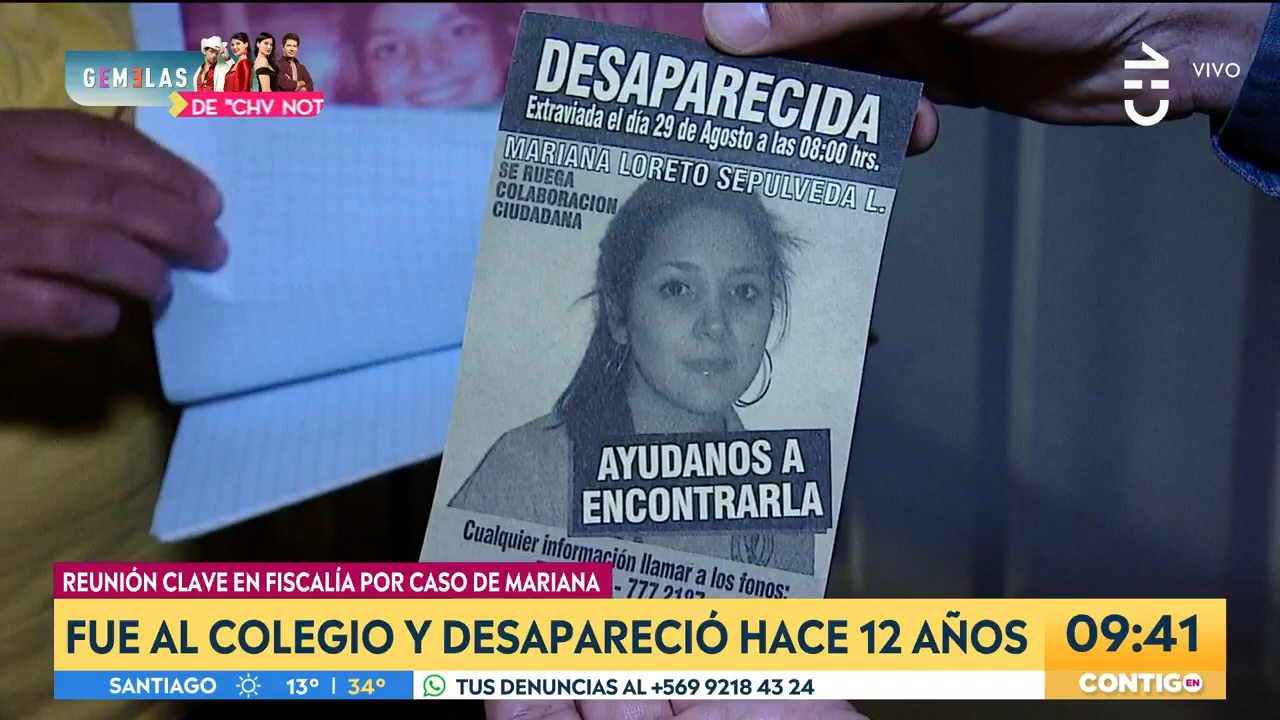 GEMELAS
DE "CHV NOT
CHV
VIVO
DESAPARECIDA
Extraviada el día 29 de Agosto a las 08:00 hrs.
MARIANA LORETO SEPULVEDA L.
SE RUEGA
COLABORACION
CIUDADANA
AYUDANOS A
ENCONTRARLA
Cualquier información llamar a los fonos:
REUNIÓN CLAVE EN FISCALÍA POR CASO DE MARIANA
FUE AL COLEGIO Y DESAPARECIÓ HACE 12 AÑOS
09:41
SANTIAGO 13° | 34° TUS DENUNCIAS AL +569 9218 43 24
CONTIGO EN